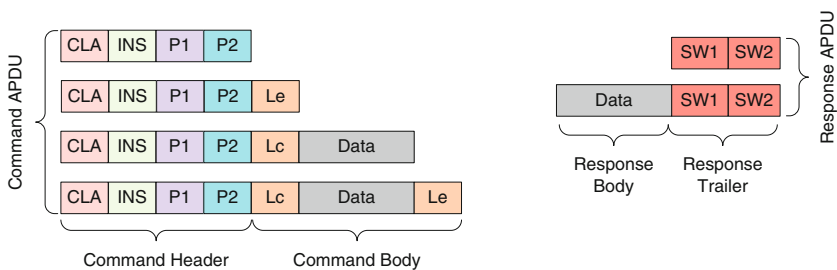 Command APDU
CLA INS P1 P2
CLA INS P1 P2 Le
CLA INS P1 P2 Lc Data
CLA INS P1 P2 Lc Data Le
Command Header
Command Body
SW1 SW2
Data SW1 SW2
Response
Body
Response
Trailer
Response APDU